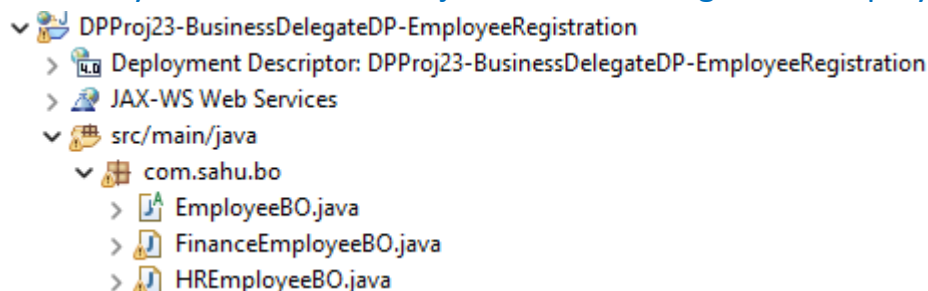 DPProj23-BusinessDelegateDP-EmployeeRegistration
Deployment Descriptor: DPProj23-BusinessDelegateDP-EmployeeRegistration
JAX-WS Web Services
src/main/java
com.sahu.bo
EmployeeBO.java
FinanceEmployeeBO.java
HREmployeeBO.java